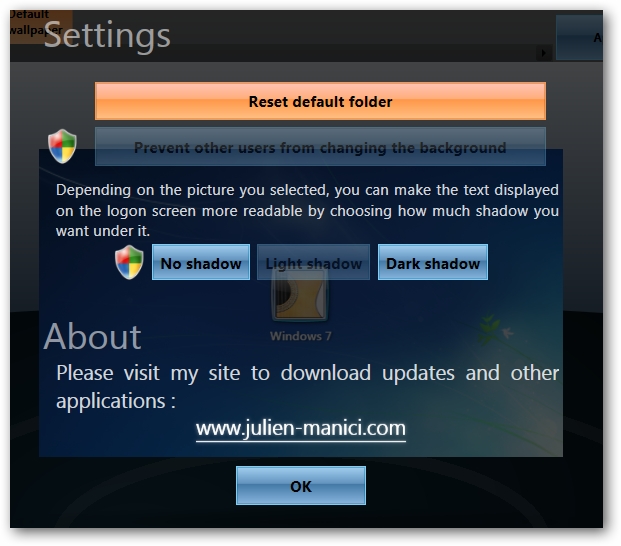 Default
wallpaper
Settings
A
Reset default folder
Prevent other users from changing the background
Depending on the picture you selected, you can make the text displayed
on the logon screen more readable by choosing how much shadow you
want under it.
No shadow Light shadow Dark shadow
Windows 7
About
Please visit my site to download updates and other
applications :
www.julien-manici.com
OK